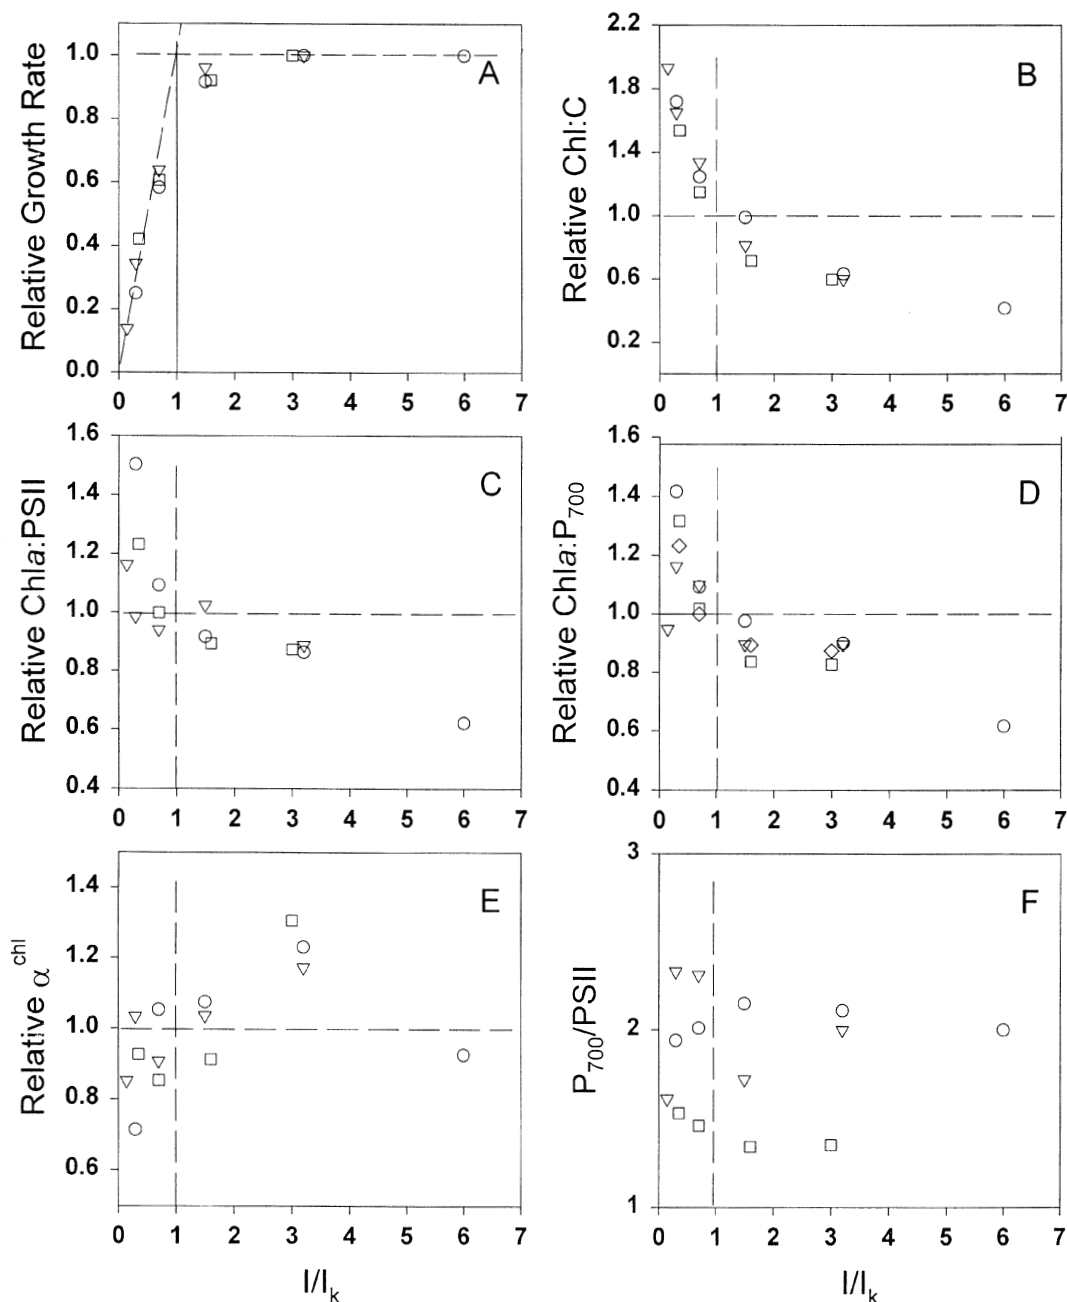 Relative Growth Rate
1.0
0.8
0.6
0.4
0.2
0.0
A
0 1 2 3 4 5 6 7
Relative Chl:C
2.2
1.8
1.4
1.0
0.6
0.2
B
0 1 2 3 4 5 6 7
Relative Chla:PSII
1.6
1.4
1.2
1.0
0.8
0.6
0.4
C
0 1 2 3 4 5 6 7
Relative Chla:P700
1.6
1.4
1.2
1.0
0.8
0.6
0.4
D
0 1 2 3 4 5 6 7
Relative α^chl
1.4
1.2
1.0
0.8
0.6
E
0 1 2 3 4 5 6 7
I/Ik
P700/PSII
3
2
1
F
0 1 2 3 4 5 6 7
I/Ik